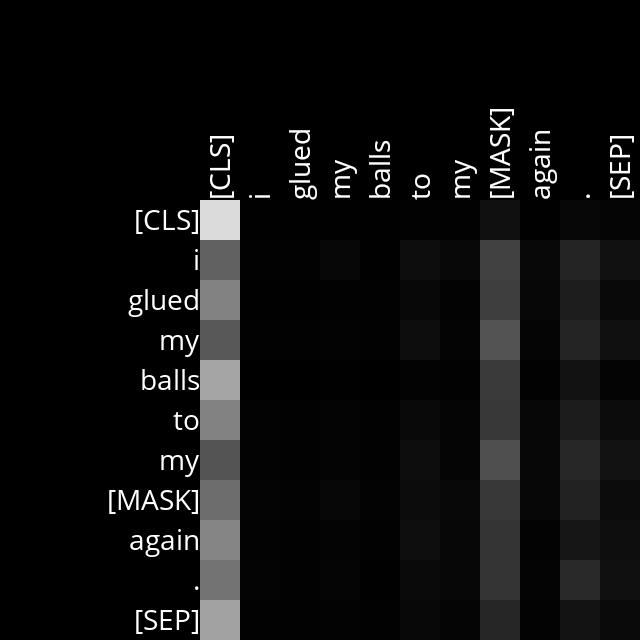 [CLS] i glued my balls to my [MASK] again . [SEP]
[CLS]
i
glued
my
balls
to
my
[MASK]
again
.
[SEP]